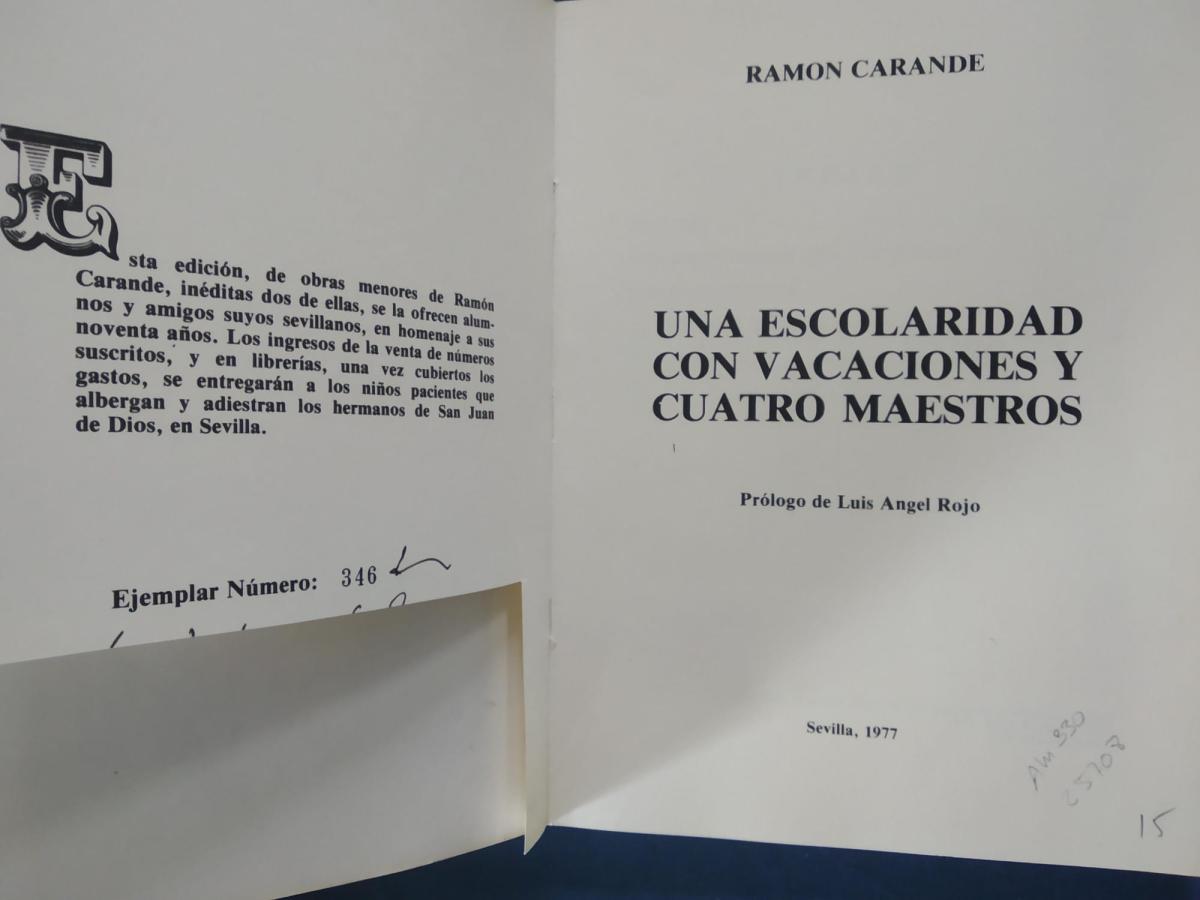 Esta edición, de obras menores de Ramón
Carande, inéditas dos de ellas, se la ofrecen alum-
nos y amigos suyos sevillanos, en homenaje a sus
noventa años. Los ingresos de la venta de números
suscritos, y en librerías, una vez cubiertos los
gastos, se entregarán a los niños pacientes que
albergan y adiestran los hermanos de San Juan
de Dios, en Sevilla.
Ejemplar Número: 346
RAMON CARANDE
UNA ESCOLARIDAD
CON VACACIONES Y
CUATRO MAESTROS
Prólogo de Luis Angel Rojo
Sevilla, 1977
25708
15